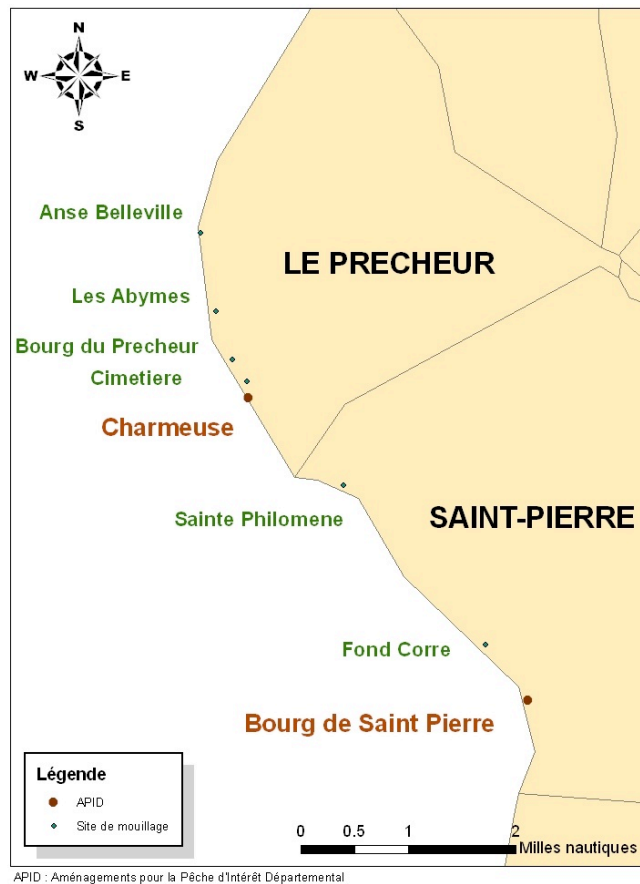 N
W E
S
Anse Belleville
LE PRECHEUR
Les Abymes
Bourg du Precheur
Cimetiere
Charmeuse
Sainte Philomene
SAINT-PIERRE
Fond Corre
Bourg de Saint Pierre
Légende
APID
Site de mouillage
0 0.5 1 2
Milles nautiques
APID : Aménagements pour la Pêche d'Intérêt Départemental